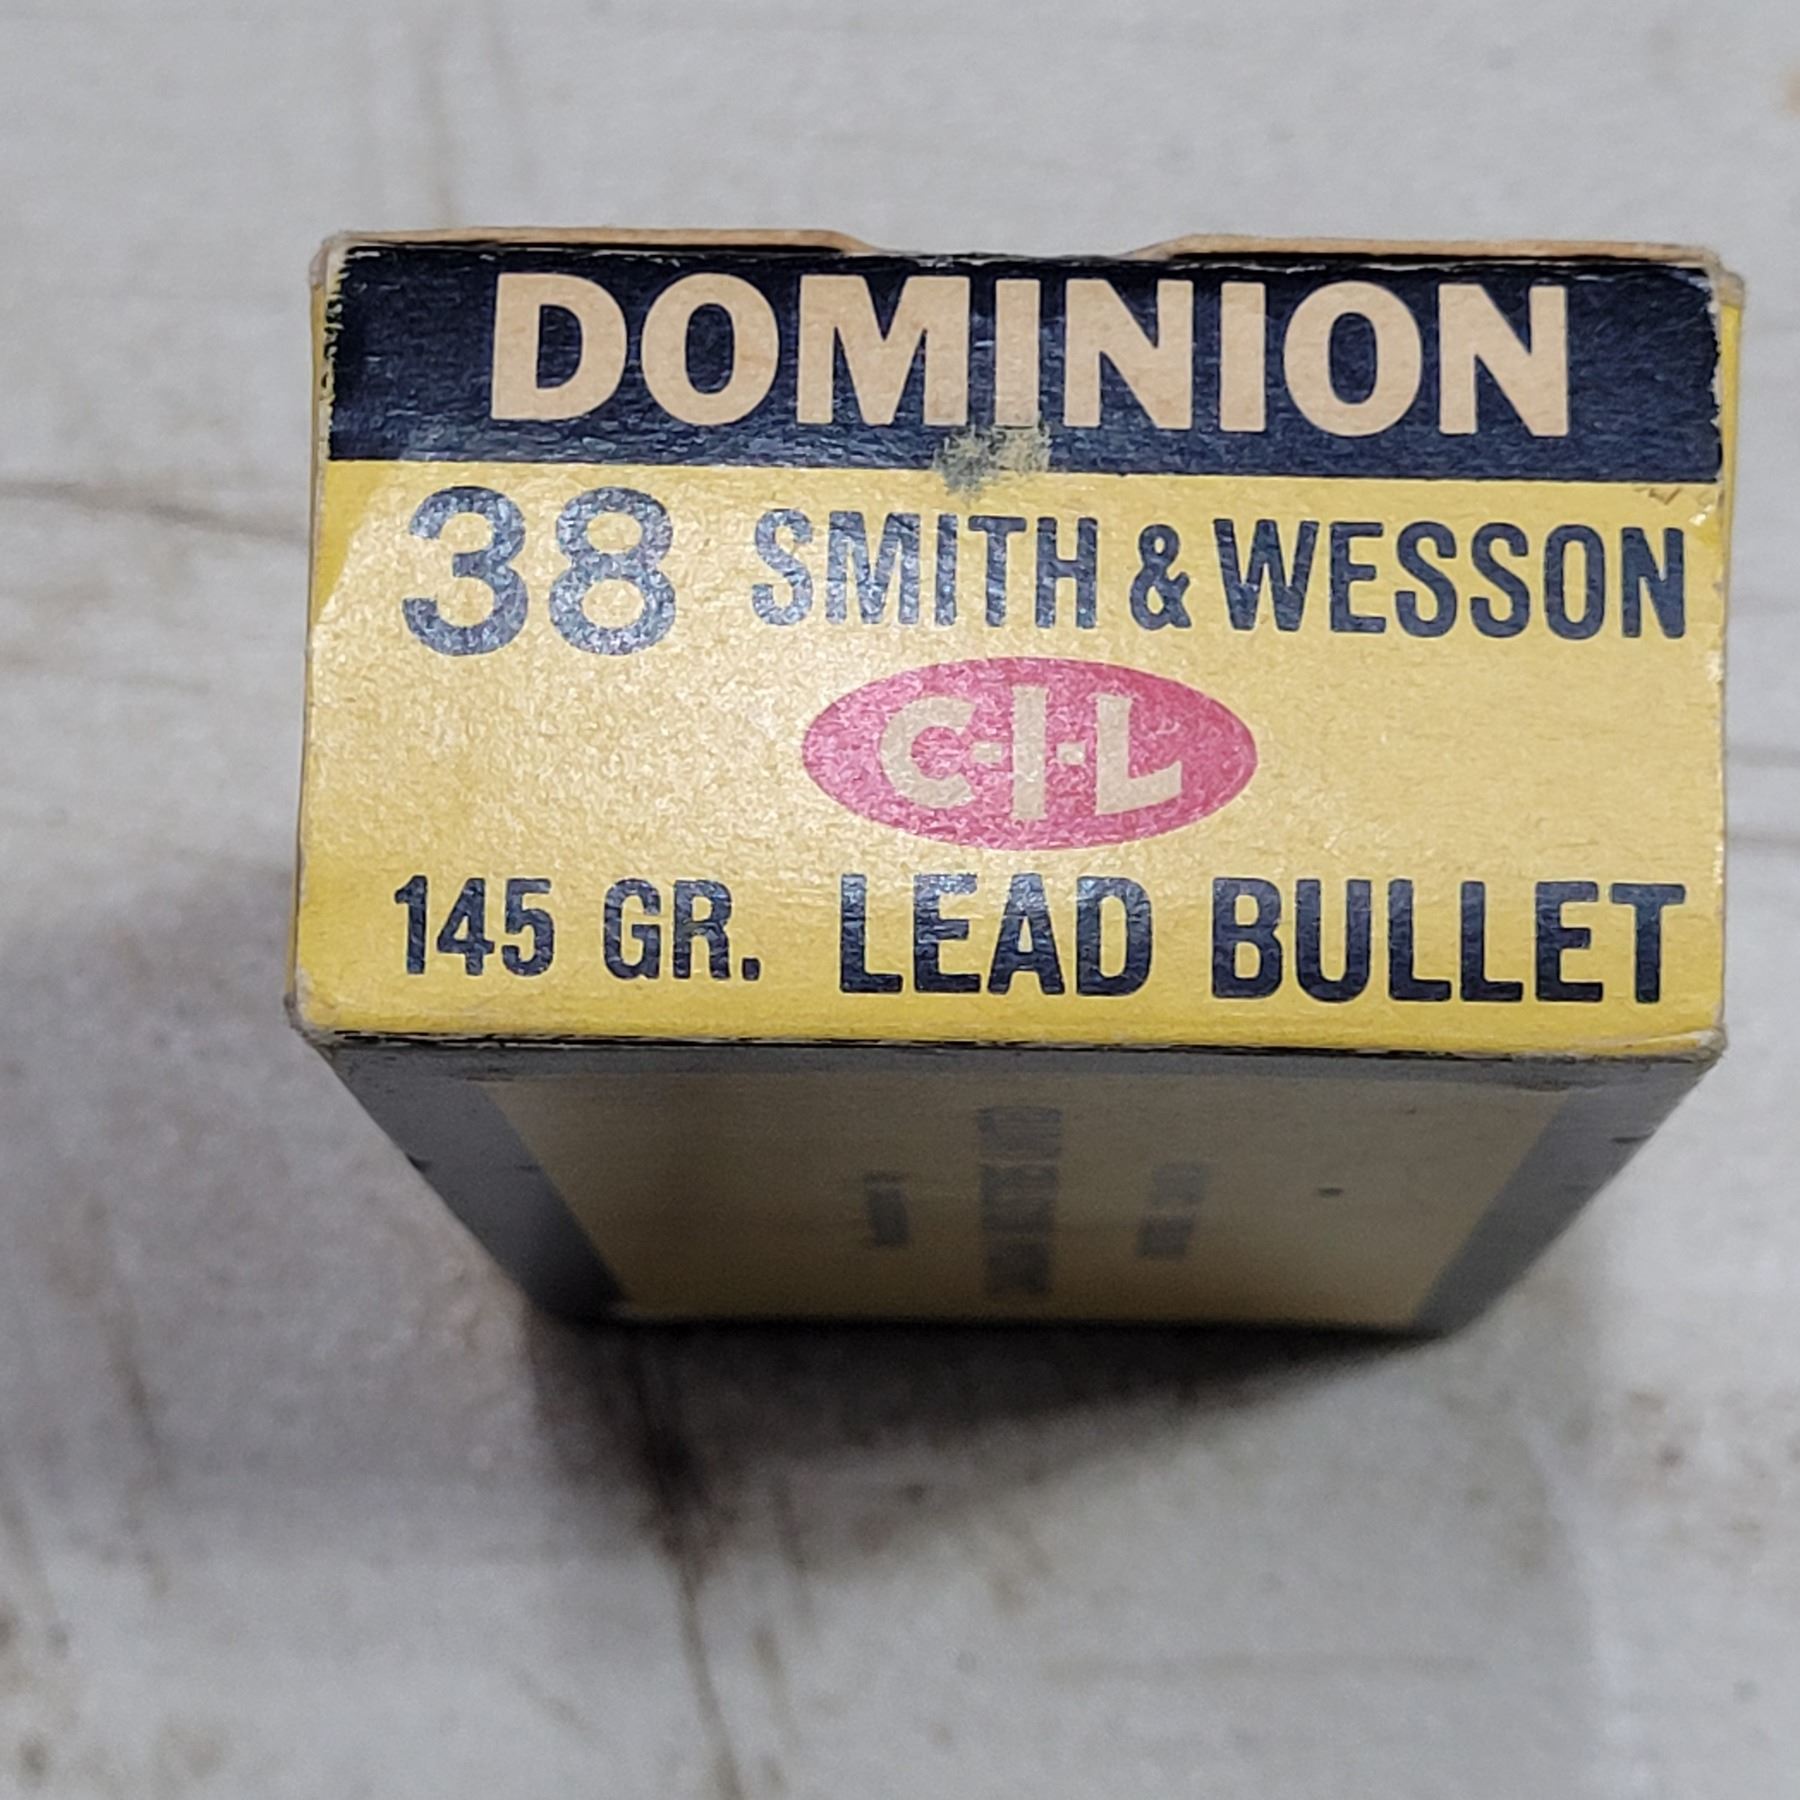 DOMINION
38 SMITH & WESSON
C-I-L
145 GR. LEAD BULLET